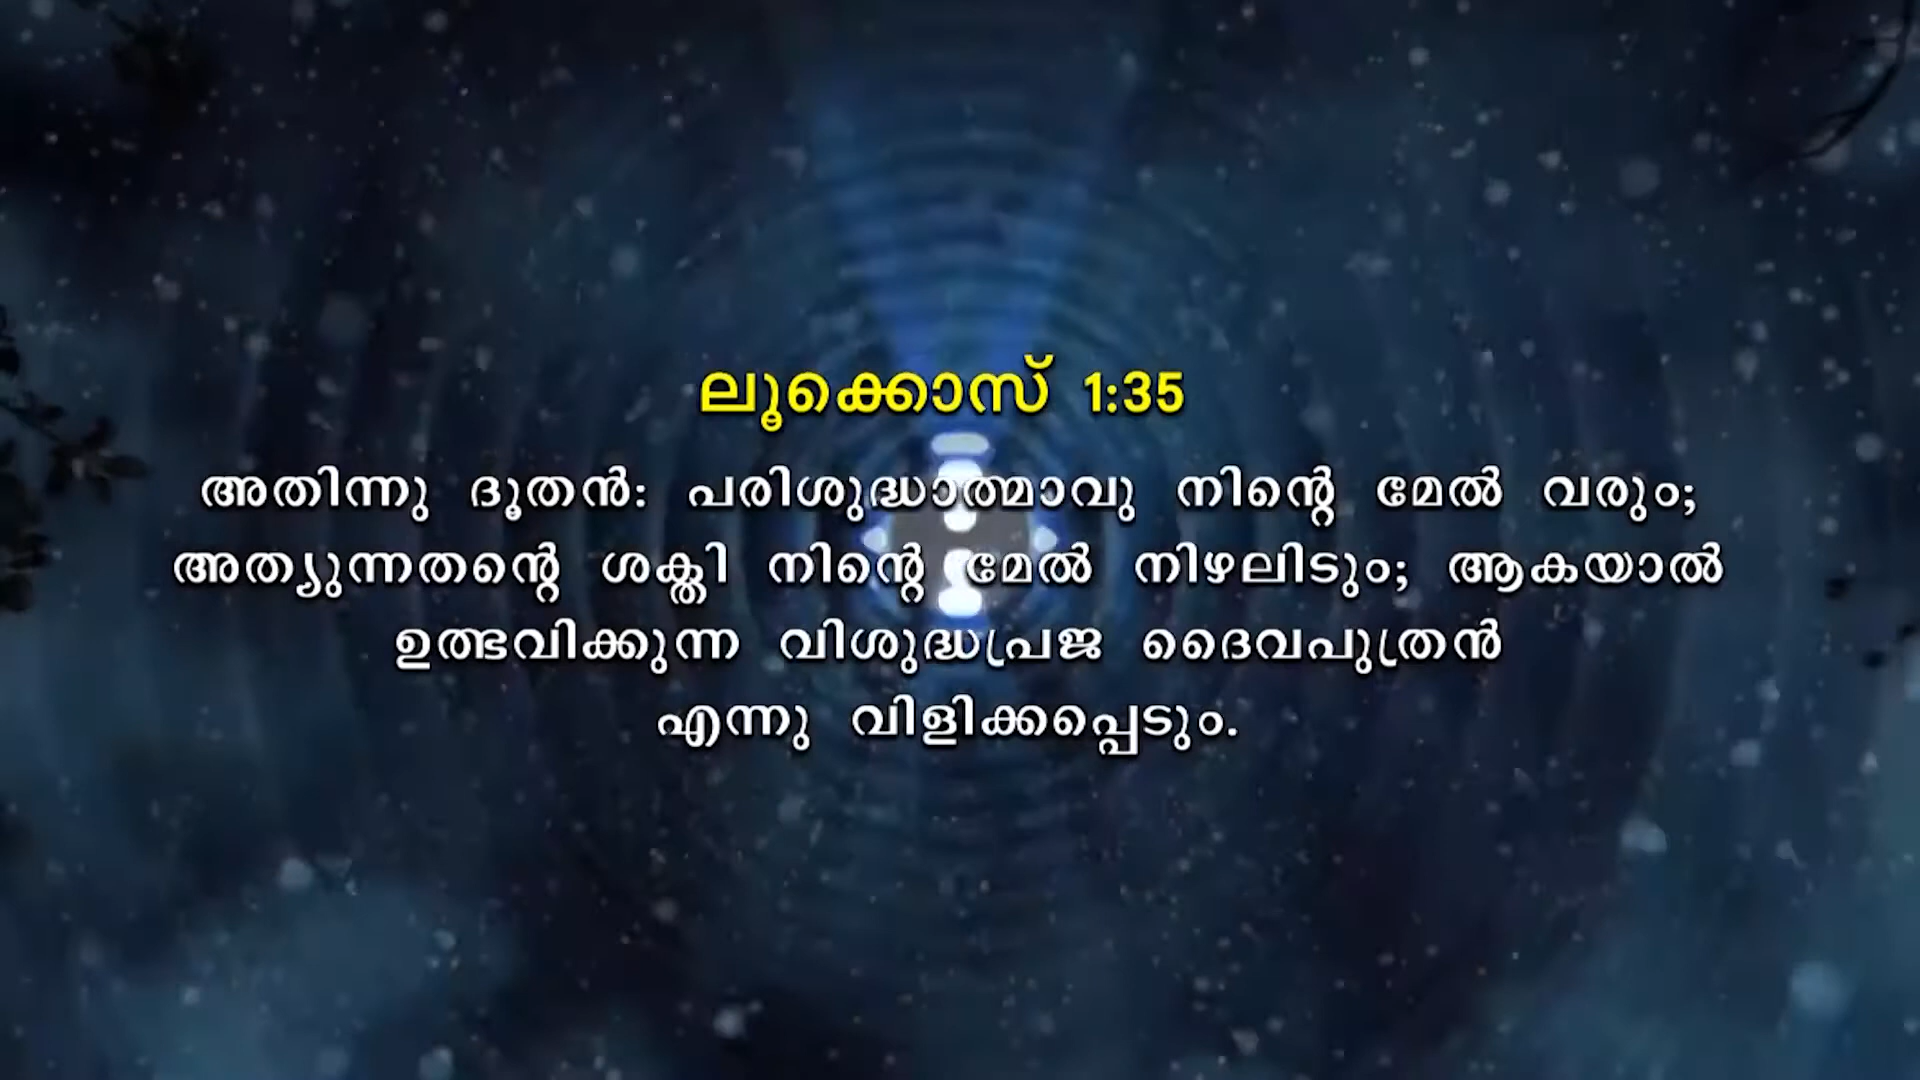 ലൂക്കൊസ് 1:35
അതിന്നു ദൂതൻ: പരിശുദ്ധാത്മാവു നിന്റെ മേൽ വരും;
അത്യുന്നതന്റെ ശക്തി നിന്റെ മേൽ നിഴലിടും; ആകയാൽ
ഉത്ഭവിക്കുന്ന വിശുദ്ധപ്രജ ദൈവപുത്രൻ
എന്നു വിളിക്കപ്പെടും.